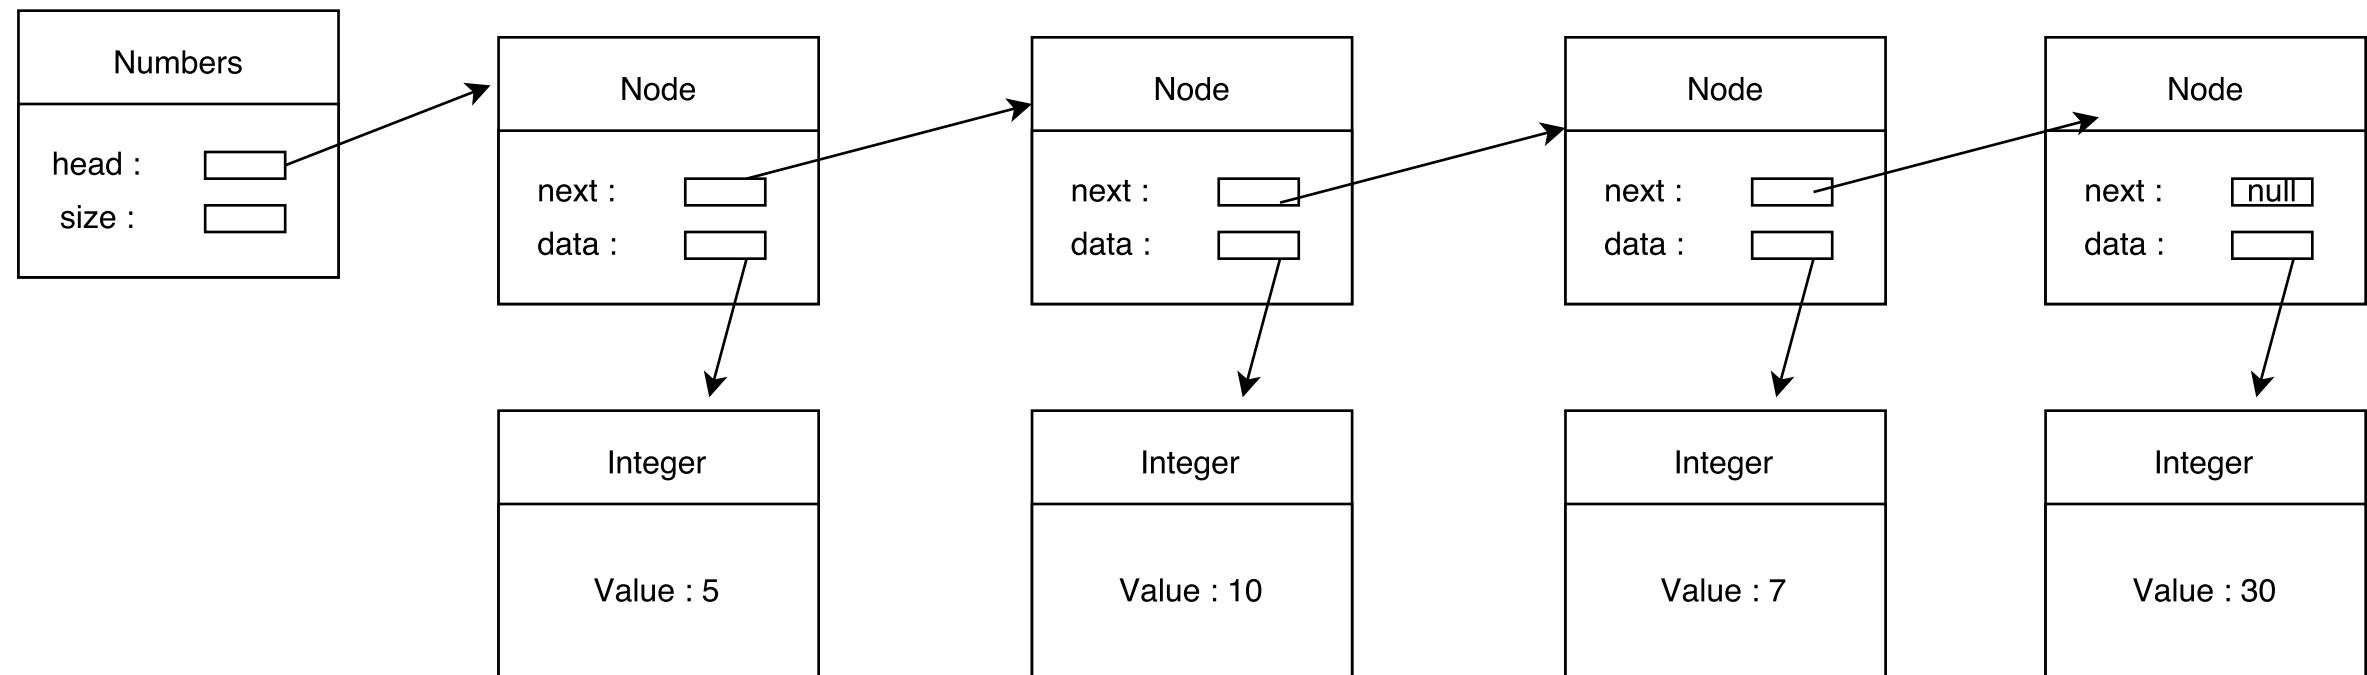 Numbers
head :
size :
Node
next :
data :
Node
next :
data :
Node
next :
data :
Node
next : null
data :
Integer
Value : 5
Integer
Value : 10
Integer
Value : 7
Integer
Value : 30